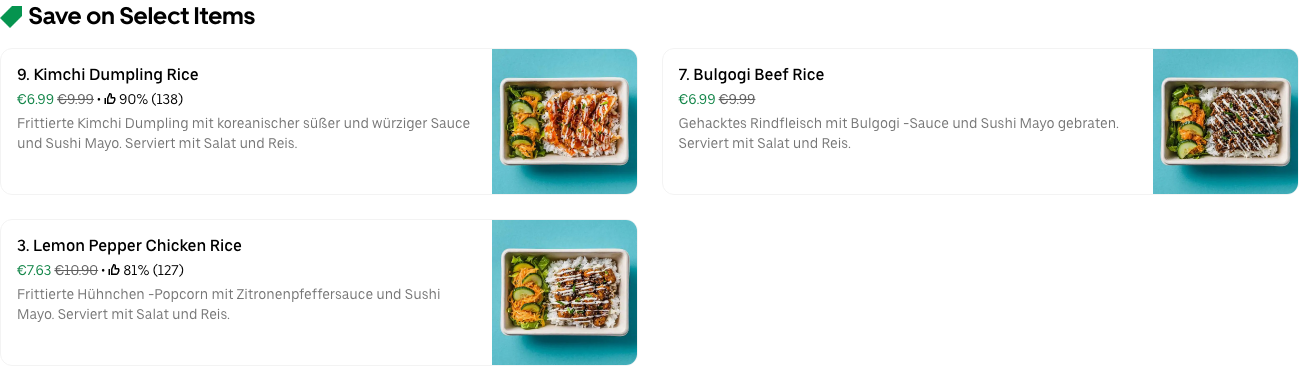 Save on Select Items
9. Kimchi Dumpling Rice
€6.99 €9.99 • 90% (138)
Frittierte Kimchi Dumpling mit koreanischer süßer und würziger Sauce
und Sushi Mayo. Serviert mit Salat und Reis.
7. Bulgogi Beef Rice
€6.99 €9.99
Gehacktes Rindfleisch mit Bulgogi -Sauce und Sushi Mayo gebraten.
Serviert mit Salat und Reis.
3. Lemon Pepper Chicken Rice
€7.63 €10.90 • 81% (127)
Frittierte Hühnchen -Popcorn mit Zitronenpfeffersauce und Sushi
Mayo. Serviert mit Salat und Reis.